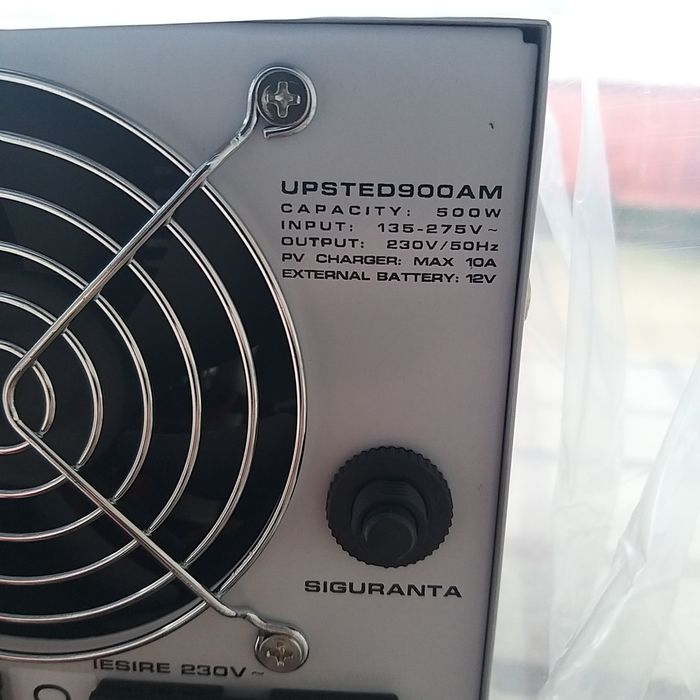 UPSTED900AM
CAPACITY: 500W
INPUT: 135-275V~
OUTPUT: 230V/50Hz
PV CHARGER: MAX 10A
EXTERNAL BATTERY: 12V
SIGURANTA
IESIRE 230V~